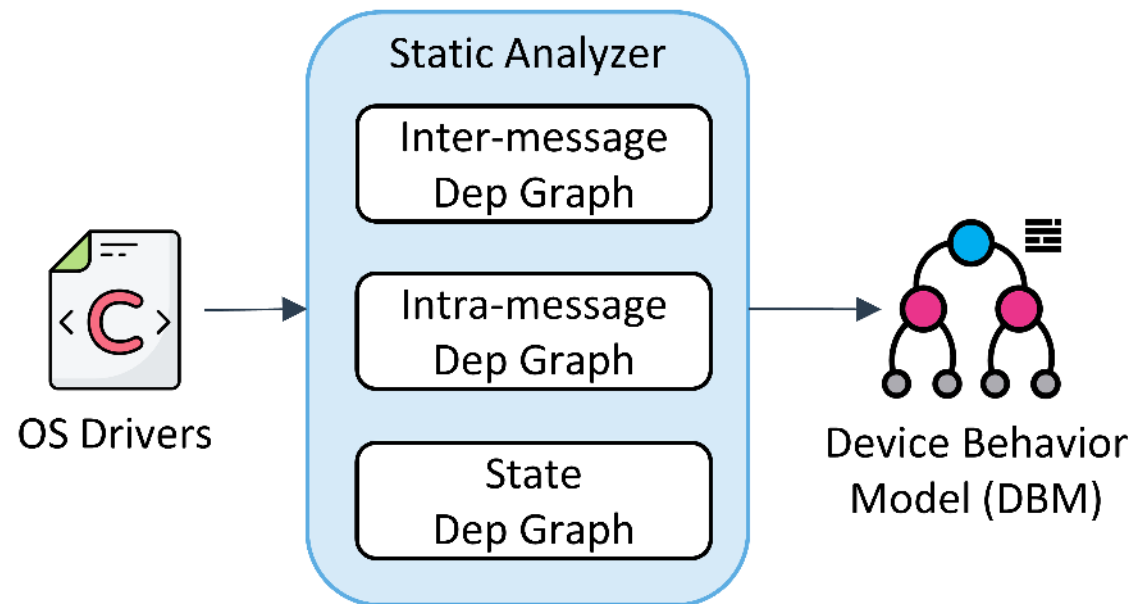 Static Analyzer
Inter-message
Dep Graph
Intra-message
Dep Graph
State
Dep Graph
<C>
OS Drivers
Device Behavior
Model (DBM)